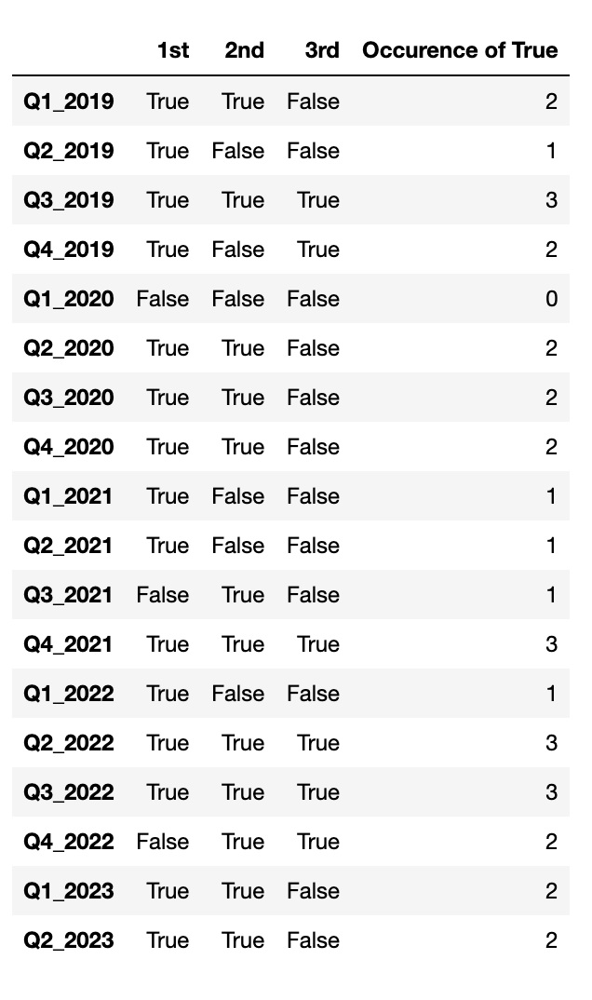 1st 2nd 3rd Occurence of True
Q1_2019 True True False 2
Q2_2019 True False False 1
Q3_2019 True True True 3
Q4_2019 True False True 2
Q1_2020 False False False 0
Q2_2020 True True False 2
Q3_2020 True True False 2
Q4_2020 True True False 2
Q1_2021 True False False 1
Q2_2021 True False False 1
Q3_2021 False True False 1
Q4_2021 True True True 3
Q1_2022 True False False 1
Q2_2022 True True True 3
Q3_2022 True True True 3
Q4_2022 False True True 2
Q1_2023 True True False 2
Q2_2023 True True False 2